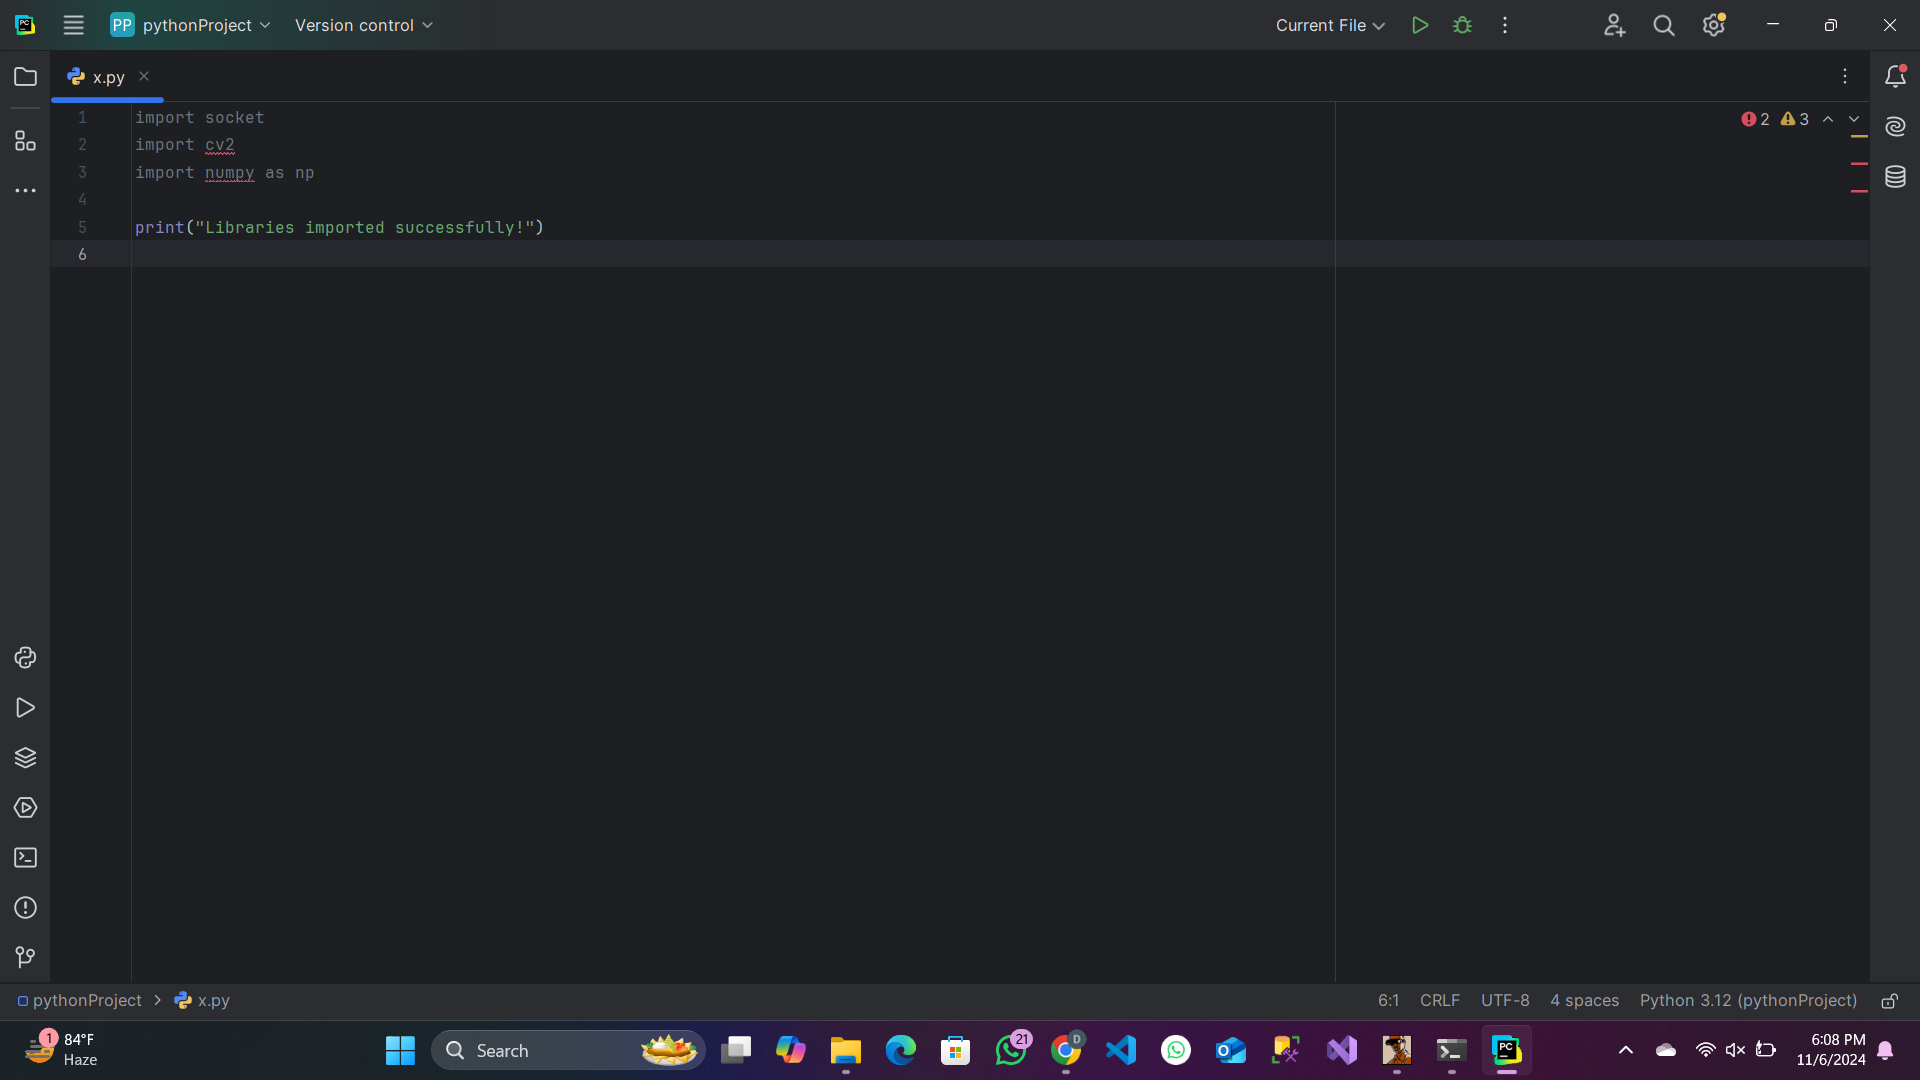 PC
PP pythonProject
Version control
Current File
x.py
2 3
1 import socket
2 import cv2
3 import numpy as np
4
5 print("Libraries imported successfully!")
6
pythonProject > x.py
6:1 CRLF UTF-8 4 spaces Python 3.12 (pythonProject)
1
84°F
Haze
Search
21
D
PC
6:08 PM
11/6/2024